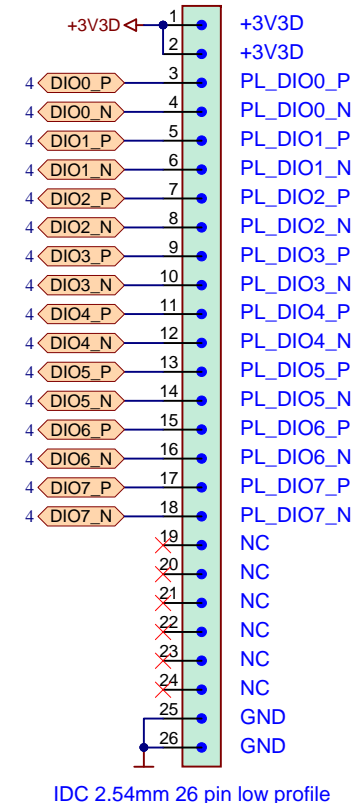 +3V3D 1 +3V3D
2 +3V3D
4 DIO0_P 3 PL_DIO0_P
4 DIO0_N 4 PL_DIO0_N
4 DIO1_P 5 PL_DIO1_P
4 DIO1_N 6 PL_DIO1_N
4 DIO2_P 7 PL_DIO2_P
4 DIO2_N 8 PL_DIO2_N
4 DIO3_P 9 PL_DIO3_P
4 DIO3_N 10 PL_DIO3_N
4 DIO4_P 11 PL_DIO4_P
4 DIO4_N 12 PL_DIO4_N
4 DIO5_P 13 PL_DIO5_P
4 DIO5_N 14 PL_DIO5_N
4 DIO6_P 15 PL_DIO6_P
4 DIO6_N 16 PL_DIO6_N
4 DIO7_P 17 PL_DIO7_P
4 DIO7_N 18 PL_DIO7_N
19 NC
20 NC
21 NC
22 NC
23 NC
24 NC
25 GND
26 GND
IDC 2.54mm 26 pin low profile